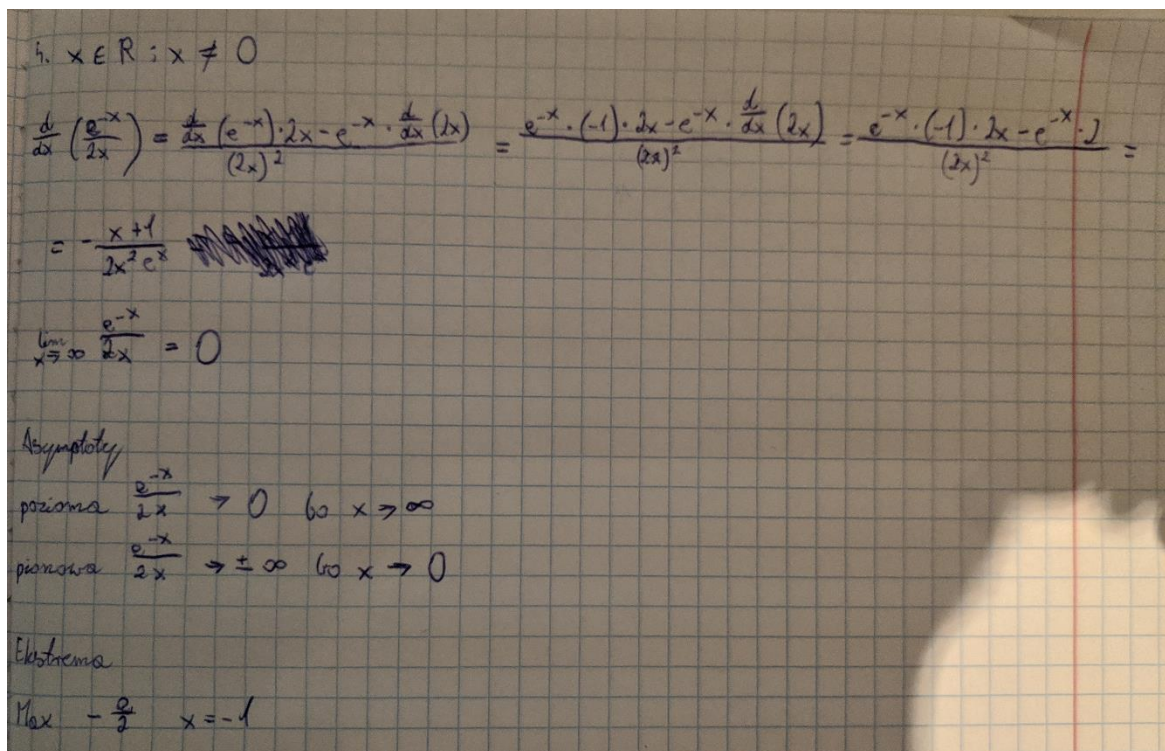 4. x ∈ R ; x ≠ 0
d/dx (e^-x / 2x) = (d/dx (e^-x) · 2x - e^-x · d/dx (2x)) / (2x)^2 = (e^-x · (-1) · 2x - e^-x · d/dx (2x)) / (2x)^2 = (e^-x · (-1) · 2x - e^-x · 2) / (2x)^2 =
= - (x+1) / (2x^2 e^x)
lim x→∞ e^-x / 2x = 0
Asymptoty
pozioma e^-x / 2x → 0 bo x → ∞
pionowa e^-x / 2x → ± ∞ bo x → 0
Ekstrema
Max - e/2 x = -1